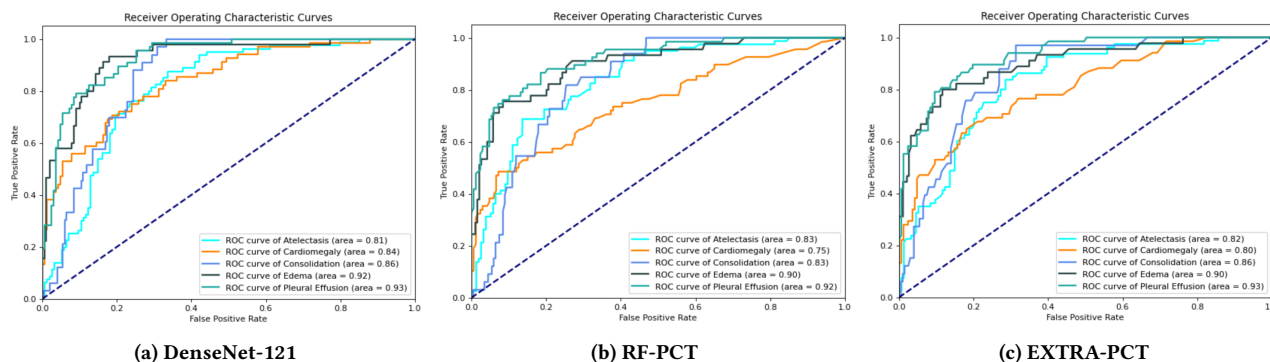 Receiver Operating Characteristic Curves
True Positive Rate
1.0
0.8
0.6
0.4
0.2
0.0
ROC curve of Atelectasis (area = 0.81)
ROC curve of Cardiomegaly (area = 0.84)
ROC curve of Consolidation (area = 0.86)
ROC curve of Edema (area = 0.92)
ROC curve of Pleural Effusion (area = 0.93)
0.0 0.2 0.4 0.6 0.8 1.0
False Positive Rate
(a) DenseNet-121
Receiver Operating Characteristic Curves
True Positive Rate
1.0
0.8
0.6
0.4
0.2
0.0
ROC curve of Atelectasis (area = 0.83)
ROC curve of Cardiomegaly (area = 0.75)
ROC curve of Consolidation (area = 0.83)
ROC curve of Edema (area = 0.90)
ROC curve of Pleural Effusion (area = 0.92)
0.0 0.2 0.4 0.6 0.8 1.0
False Positive Rate
(b) RF-PCT
Receiver Operating Characteristic Curves
True Positive Rate
1.0
0.8
0.6
0.4
0.2
0.0
ROC curve of Atelectasis (area = 0.82)
ROC curve of Cardiomegaly (area = 0.80)
ROC curve of Consolidation (area = 0.86)
ROC curve of Edema (area = 0.90)
ROC curve of Pleural Effusion (area = 0.93)
0.0 0.2 0.4 0.6 0.8 1.0
False Positive Rate
(c) EXTRA-PCT